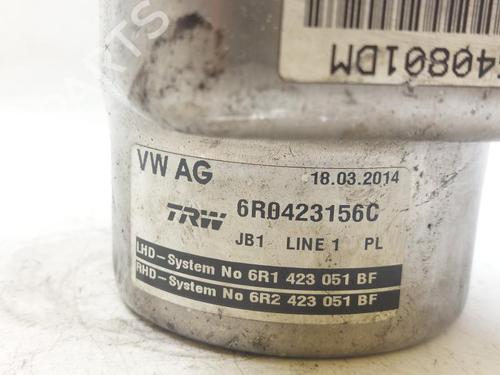 540801DM
VW AG 18.03.2014
TRW 6R0423156C
JB1 LINE 1 PL
LHD-System No 6R1 423 051 BF
RHD-System No 6R2 423 051 BF